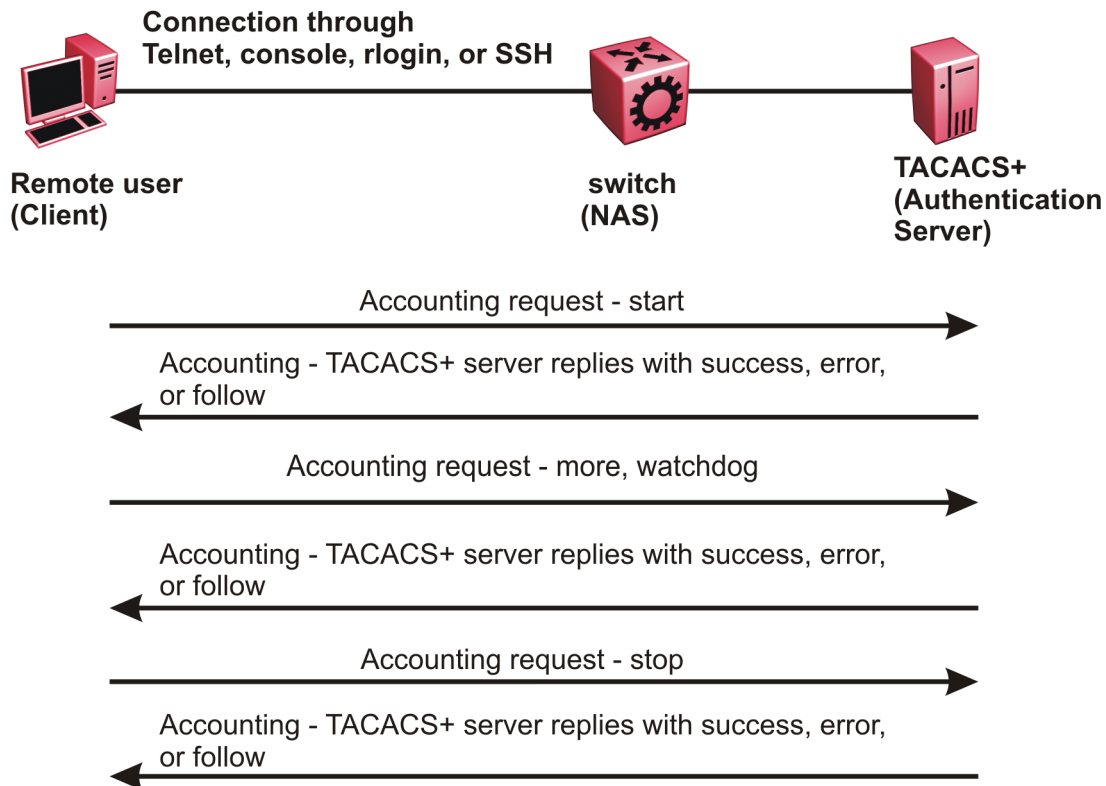 Connection through
Telnet, console, rlogin, or SSH
Remote user
(Client)
switch
(NAS)
TACACS+
(Authentication
Server)
Accounting request - start
Accounting - TACACS+ server replies with success, error,
or follow
Accounting request - more, watchdog
Accounting - TACACS+ server replies with success, error,
or follow
Accounting request - stop
Accounting - TACACS+ server replies with success, error,
or follow